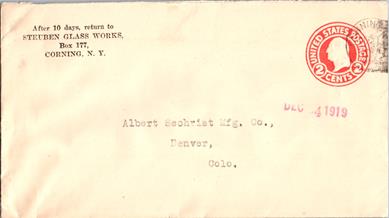 After 10 days, return to
STEUBEN GLASS WORKS,
Box 177,
CORNING, N. Y.
UNITED STATES POSTAGE
2 CENTS 2
DEC 4 1919
Albert Sechrist Mfg. Co.,
Denver,
Colo.